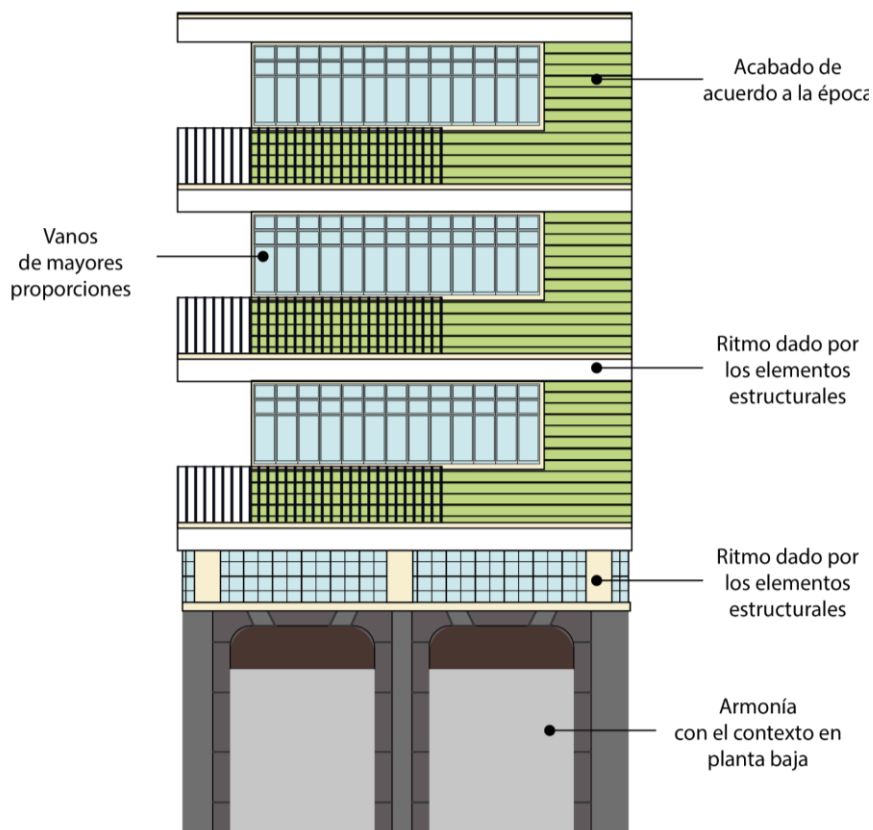 Acabado de
acuerdo a la época
Vanos
de mayores
proporciones
Ritmo dado por
los elementos
estructurales
Ritmo dado por
los elementos
estructurales
Armonía
con el contexto en
planta baja